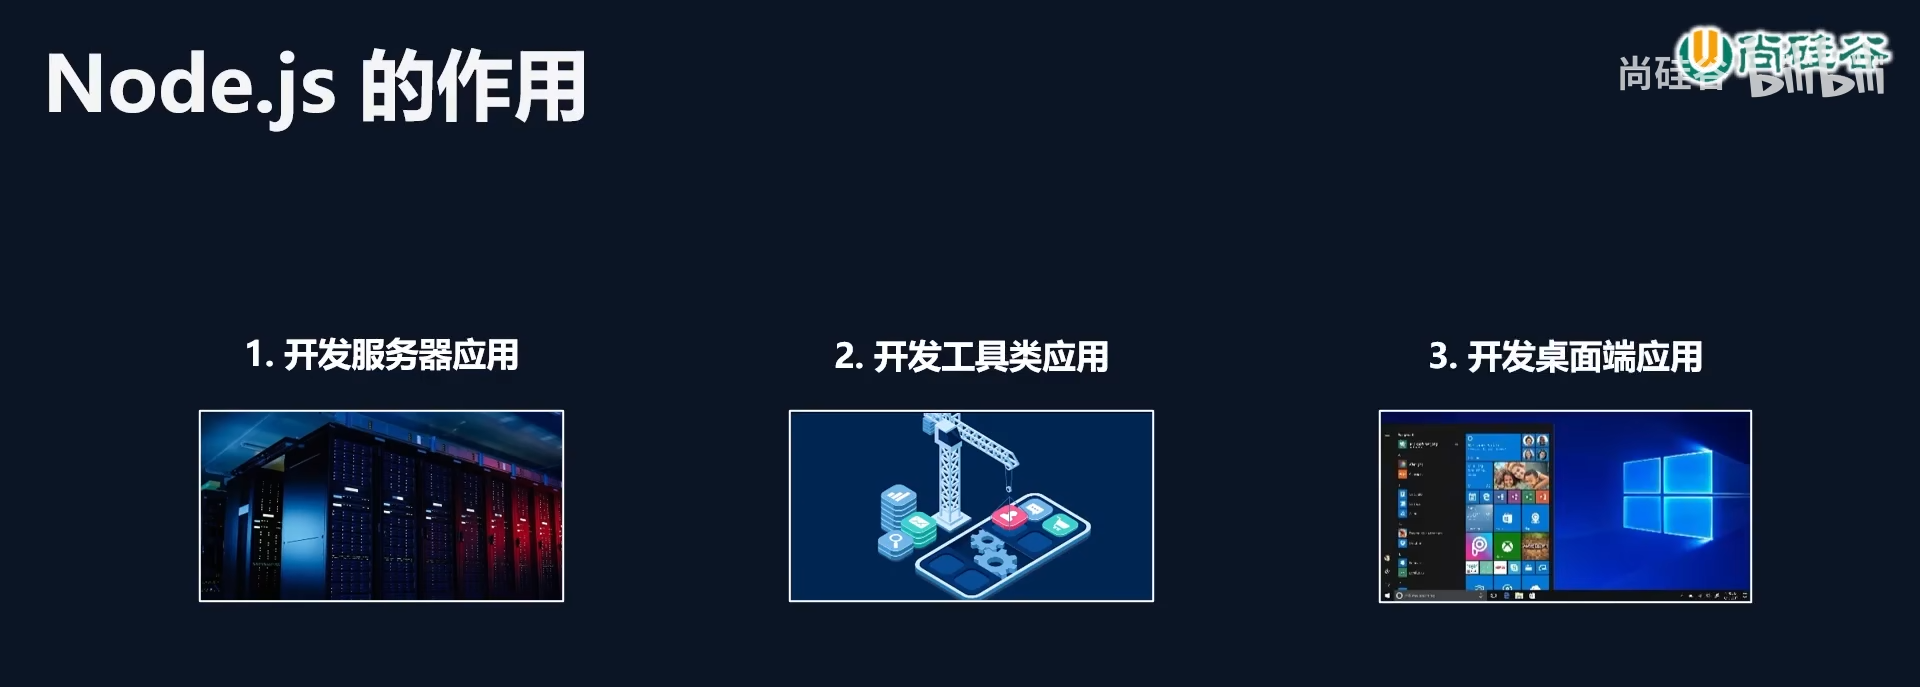 Node.js 的作用
尚硅谷
尚硅谷 bilibili
1. 开发服务器应用
2. 开发工具类应用
3. 开发桌面端应用